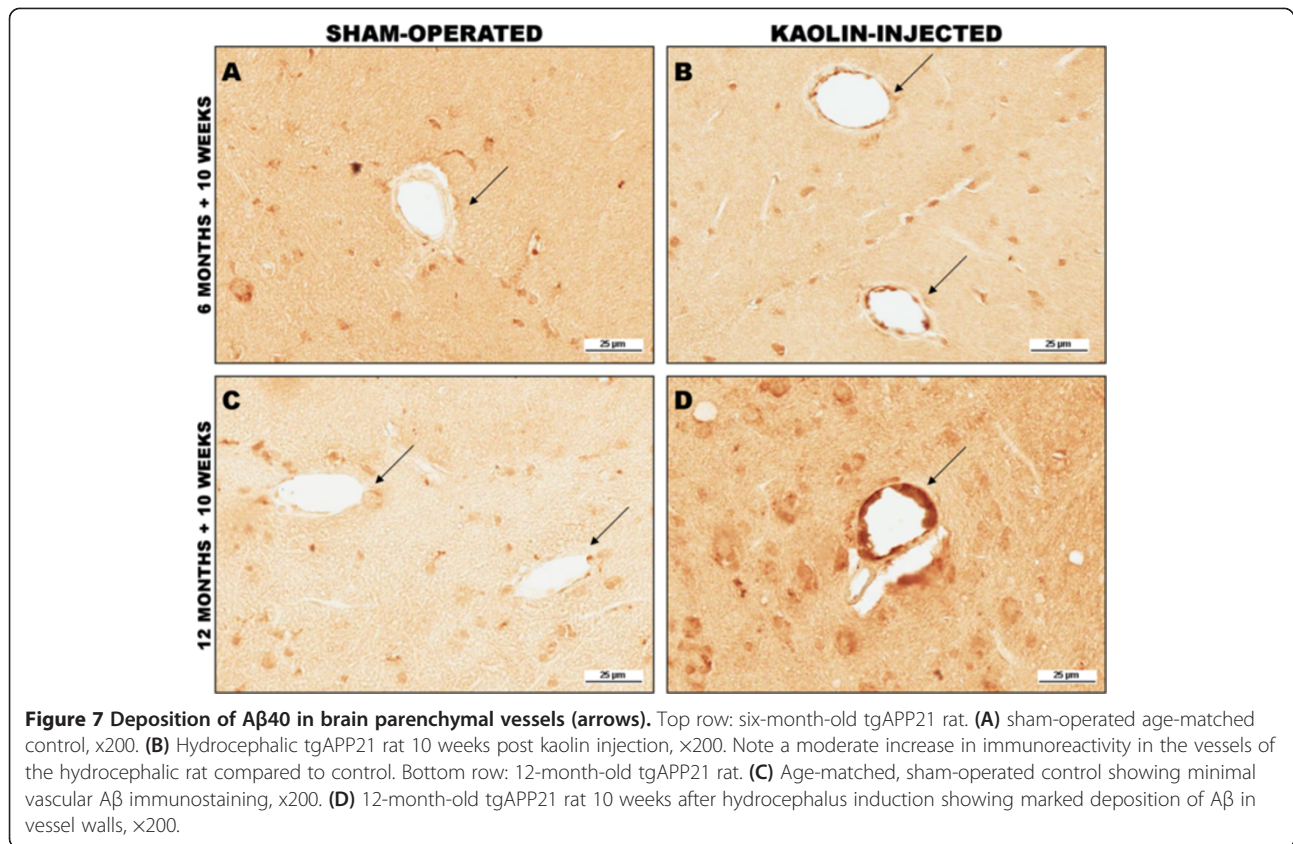 SHAM-OPERATED
KAOLIN-INJECTED
6 MONTHS + 10 WEEKS
A
25 µm
B
25 µm
12 MONTHS + 10 WEEKS
C
25 µm
D
25 µm
Figure 7 Deposition of Aβ40 in brain parenchymal vessels (arrows). Top row: six-month-old tgAPP21 rat. (A) sham-operated age-matched
control, x200. (B) Hydrocephalic tgAPP21 rat 10 weeks post kaolin injection, ×200. Note a moderate increase in immunoreactivity in the vessels of
the hydrocephalic rat compared to control. Bottom row: 12-month-old tgAPP21 rat. (C) Age-matched, sham-operated control showing minimal
vascular Aβ immunostaining, x200. (D) 12-month-old tgAPP21 rat 10 weeks after hydrocephalus induction showing marked deposition of Aβ in
vessel walls, ×200.